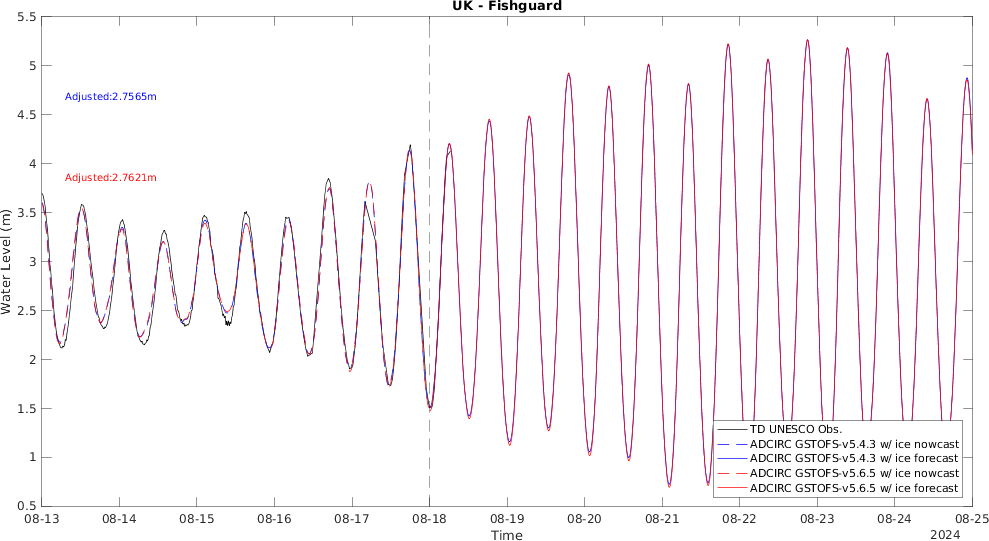 UK - Fishguard
5.5
5
4.5
4
3.5
3
2.5
2
1.5
1
0.5
Water Level (m)
Adjusted:2.7565m
Adjusted:2.7621m
TD UNESCO Obs.
ADCIRC GSTOFS-v5.4.3 w/ ice nowcast
ADCIRC GSTOFS-v5.4.3 w/ ice forecast
ADCIRC GSTOFS-v5.6.5 w/ ice nowcast
ADCIRC GSTOFS-v5.6.5 w/ ice forecast
08-13 08-14 08-15 08-16 08-17 08-18 08-19 08-20 08-21 08-22 08-23 08-24 08-25
Time
2024